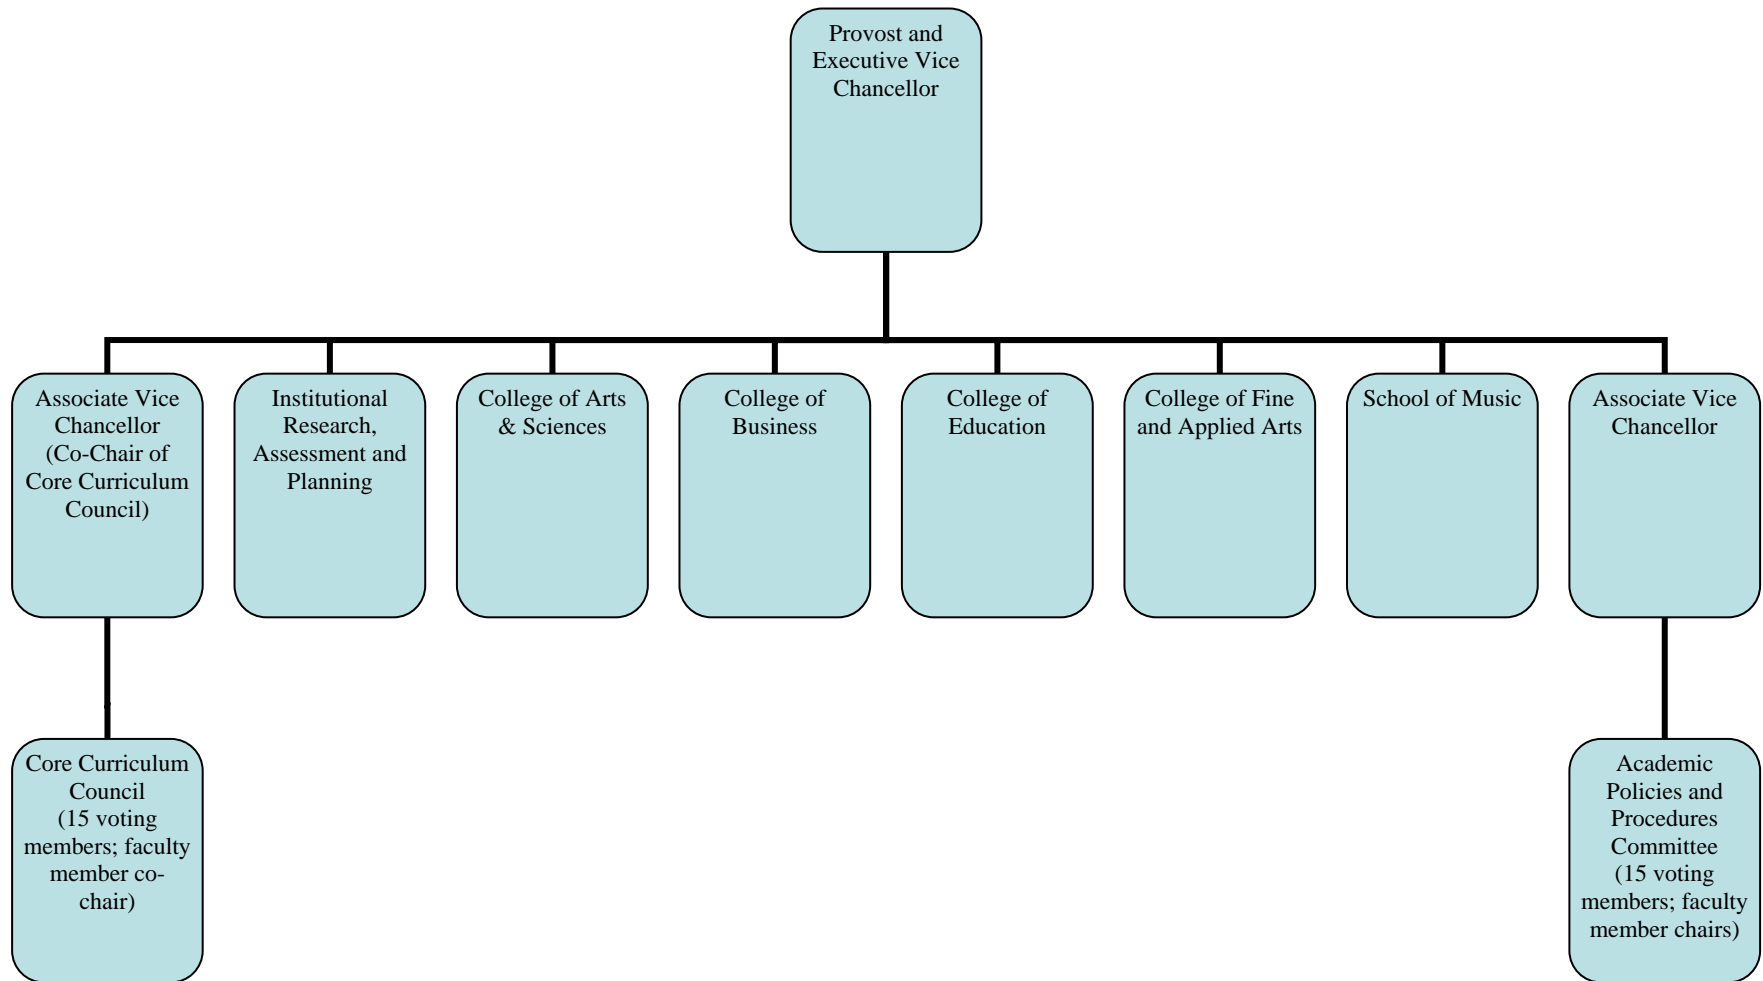 Provost and
Executive Vice
Chancellor
Associate Vice
Chancellor
(Co-Chair of
Core Curriculum
Council)
Institutional
Research,
Assessment and
Planning
College of Arts
& Sciences
College of
Business
College of
Education
College of Fine
and Applied Arts
School of Music
Associate Vice
Chancellor
Core Curriculum
Council
(15 voting
members; faculty
member co-
chair)
Academic
Policies and
Procedures
Committee
(15 voting
members; faculty
member chairs)